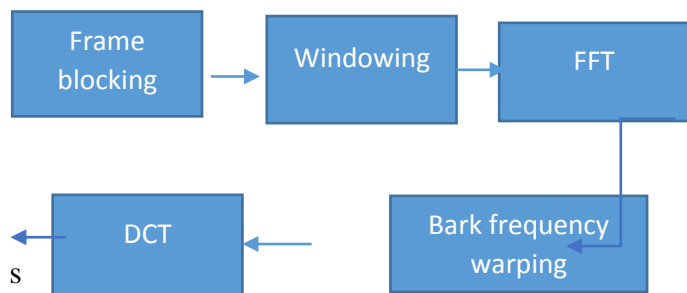 Frame
blocking
Windowing
FFT
Bark frequency
warping
DCT
s